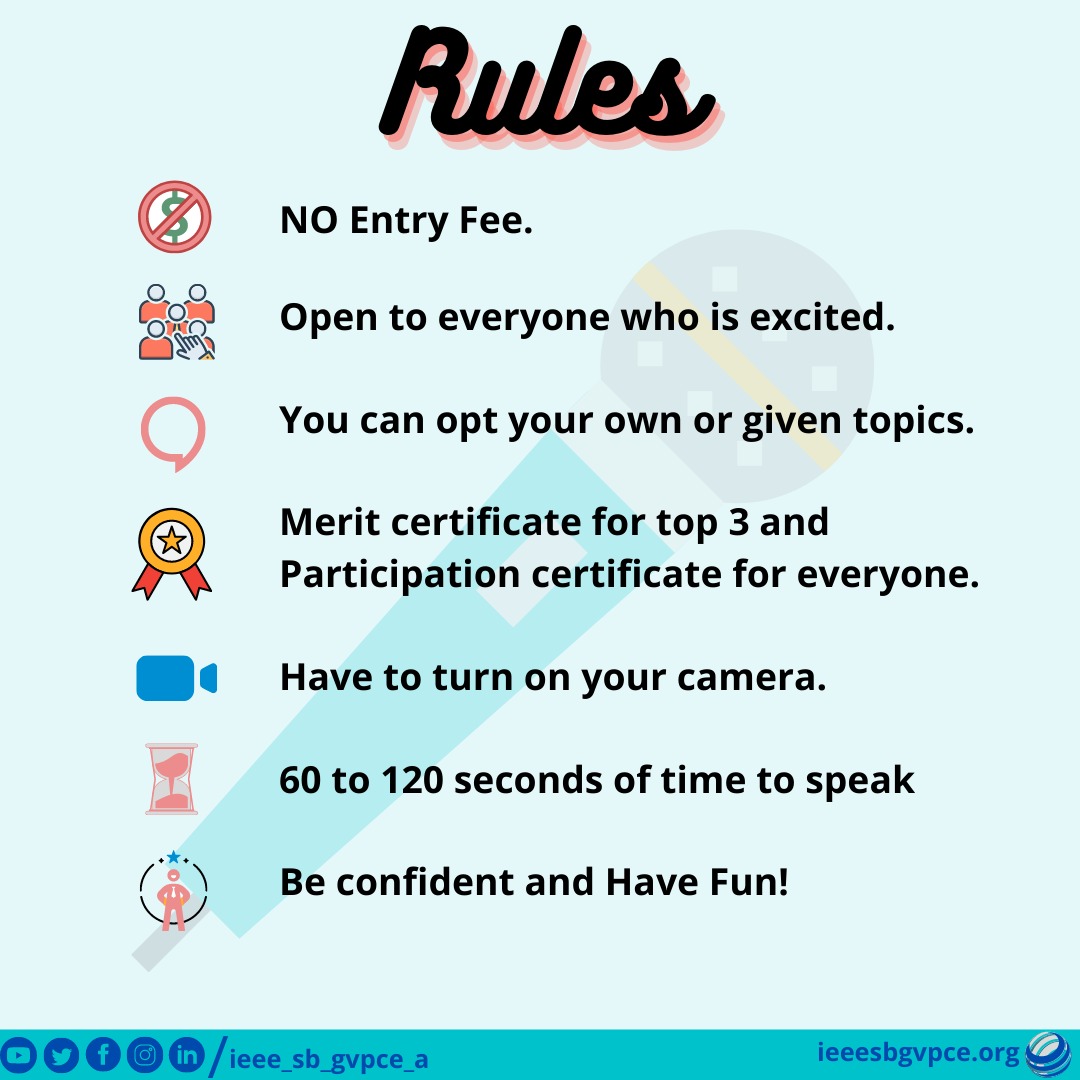 Rules
NO Entry Fee.
Open to everyone who is excited.
You can opt your own or given topics.
Merit certificate for top 3 and
Participation certificate for everyone.
Have to turn on your camera.
60 to 120 seconds of time to speak
Be confident and Have Fun!
/ieee_sb_gvpce_a
ieeesbgvpce.org